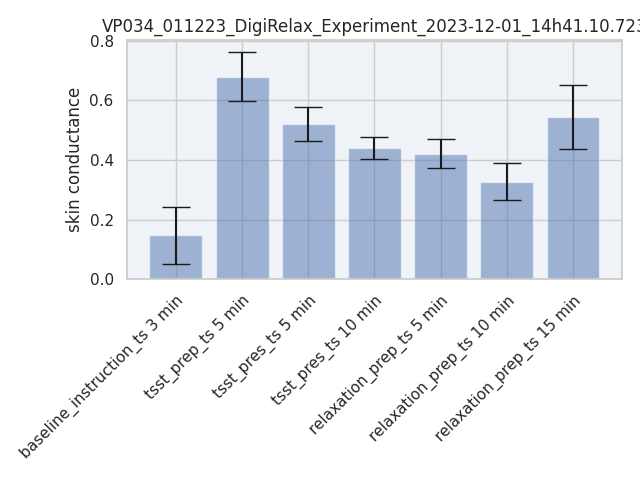 VP034_011223_DigiRelax_Experiment_2023-12-01_14h41.10.723
0.8
0.6
0.4
0.2
0.0
skin conductance
baseline_instruction_ts 3 min
tsst_prep_ts 5 min
tsst_pres_ts 5 min
tsst_pres_ts 10 min
relaxation_prep_ts 5 min
relaxation_prep_ts 10 min
relaxation_prep_ts 15 min